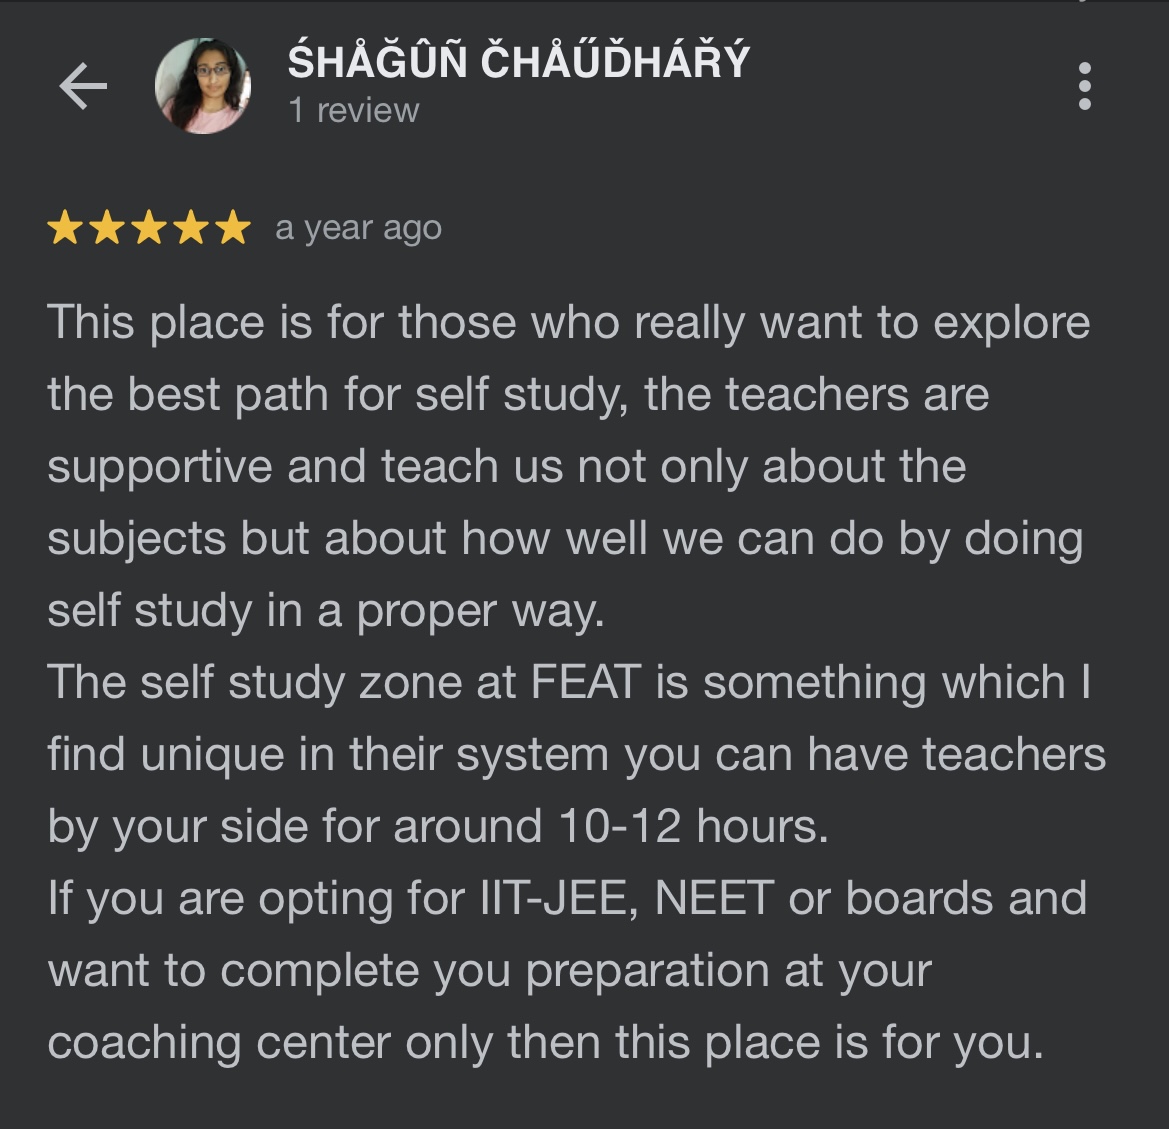 ŚHÅĞÛÑ ČHÅŰĎHÁŘÝ
1 review
a year ago
This place is for those who really want to explore
the best path for self study, the teachers are
supportive and teach us not only about the
subjects but about how well we can do by doing
self study in a proper way.
The self study zone at FEAT is something which I
find unique in their system you can have teachers
by your side for around 10-12 hours.
If you are opting for IIT-JEE, NEET or boards and
want to complete you preparation at your
coaching center only then this place is for you.